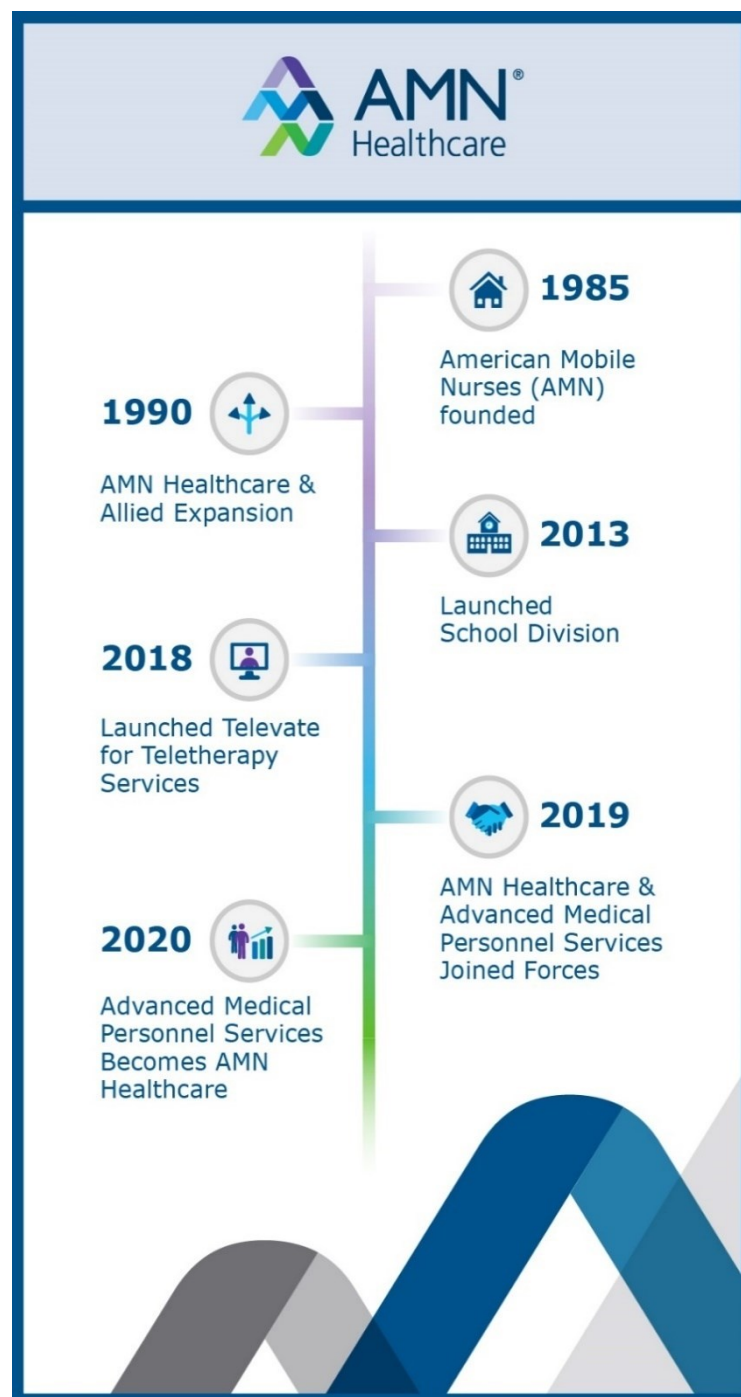 AMN®
Healthcare
1985
American Mobile
Nurses (AMN)
founded
1990
AMN Healthcare &
Allied Expansion
2013
Launched
School Division
2018
Launched Televate
for Teletherapy
Services
2019
AMN Healthcare &
Advanced Medical
Personnel Services
Joined Forces
2020
Advanced Medical
Personnel Services
Becomes AMN
Healthcare